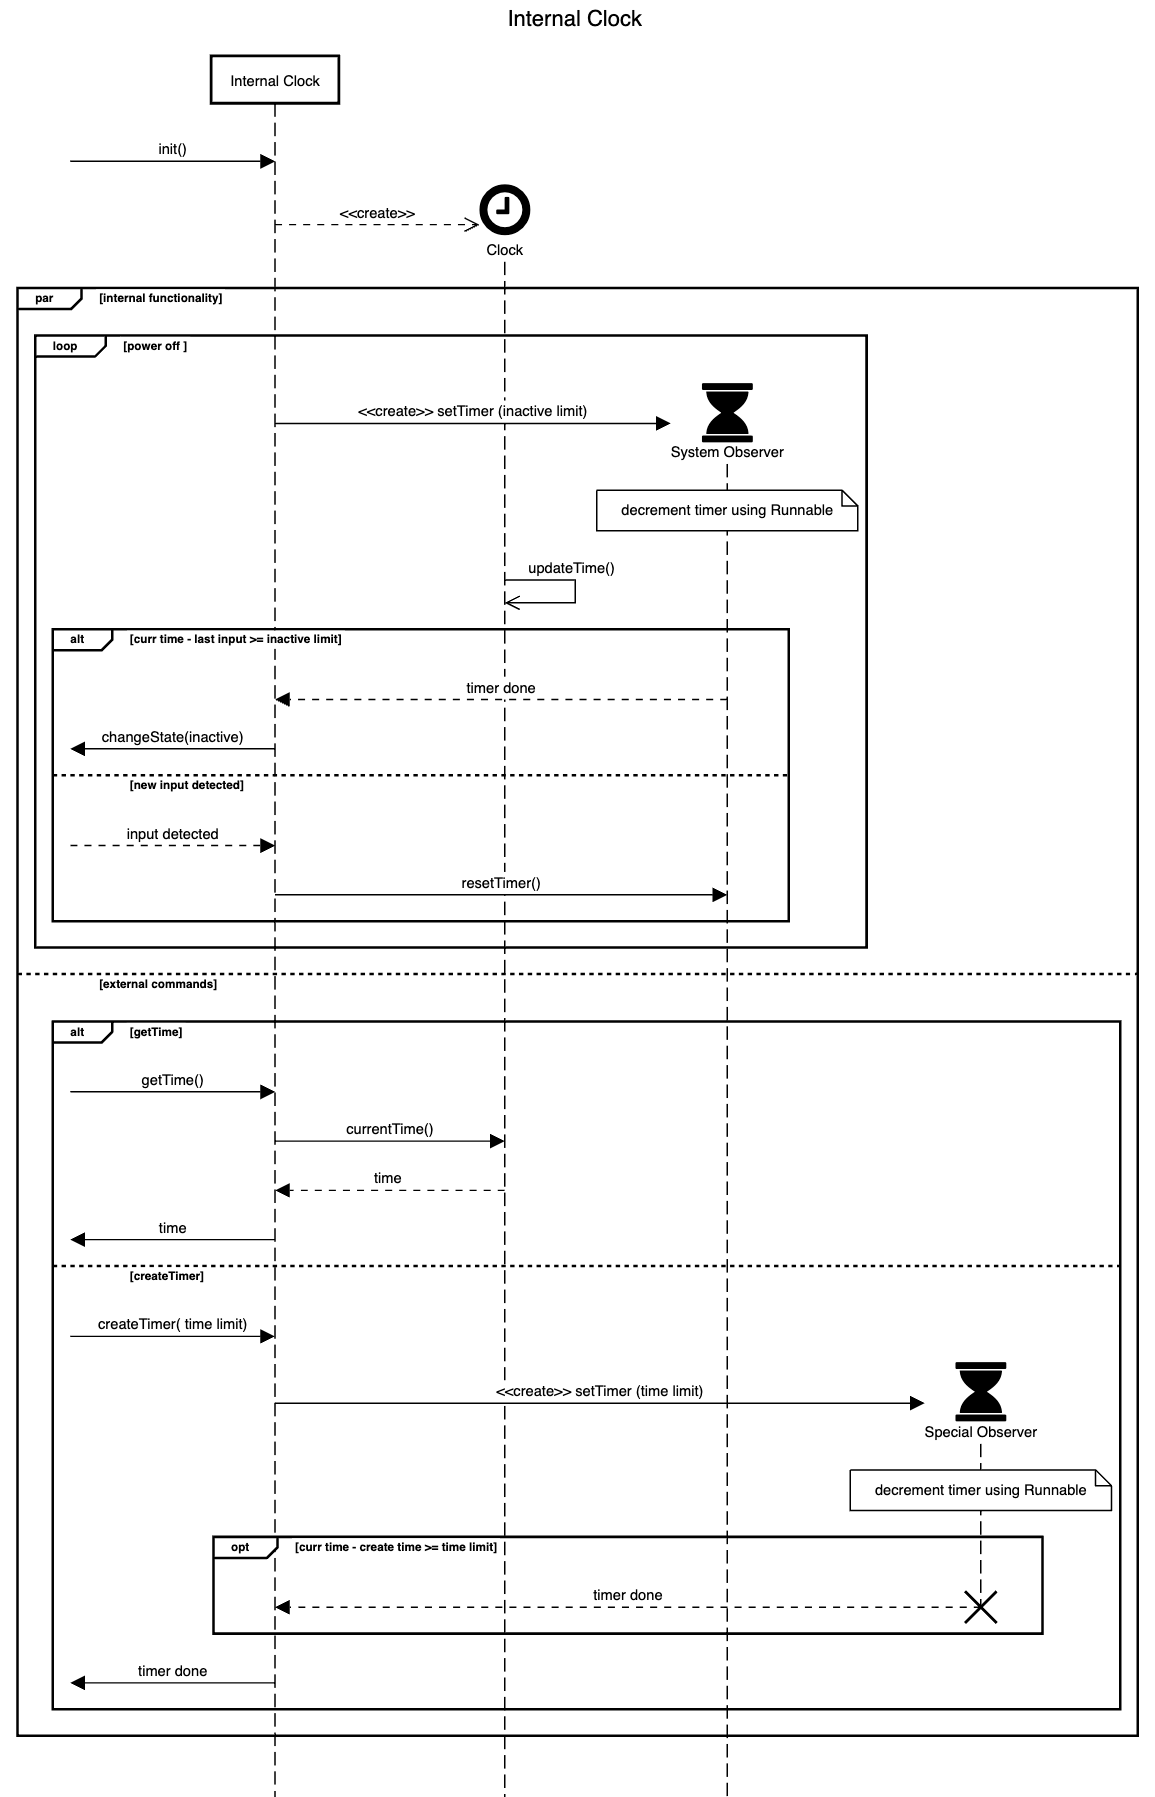 Internal Clock
Internal Clock
init()
<<create>>
Clock
par
[internal functionality]
loop
[power off ]
<<create>> setTimer (inactive limit)
System Observer
decrement timer using Runnable
updateTime()
alt
[curr time - last input >= inactive limit]
timer done
changeState(inactive)
[new input detected]
input detected
resetTimer()
[external commands]
alt
[getTime]
getTime()
currentTime()
time
time
[createTimer]
createTimer( time limit)
<<create>> setTimer (time limit)
Special Observer
decrement timer using Runnable
opt
[curr time - create time >= time limit]
timer done
timer done